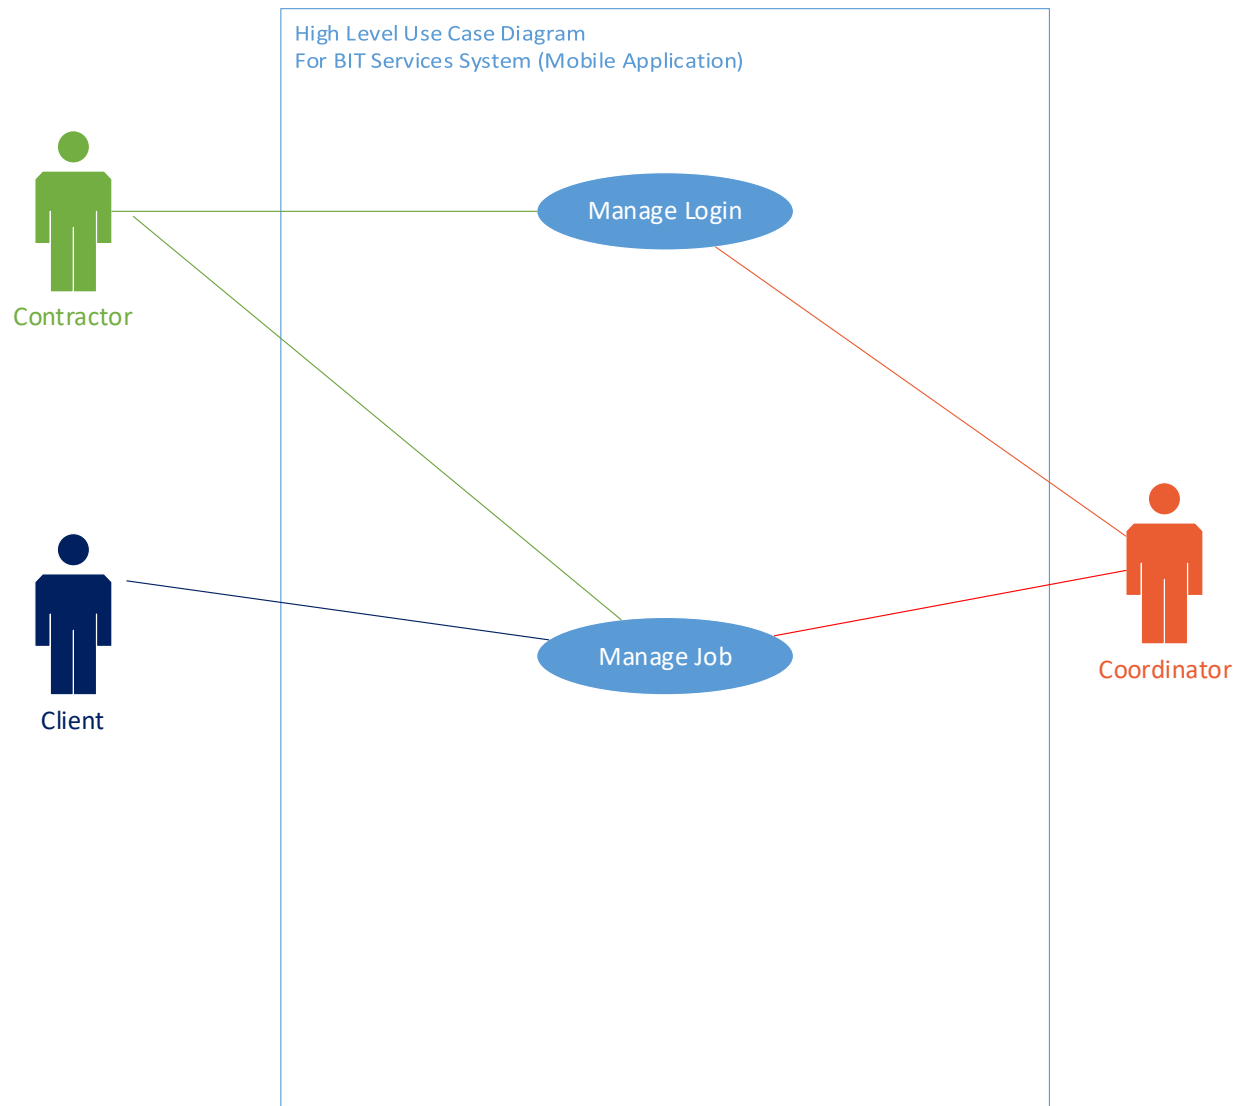 High Level Use Case Diagram
For BIT Services System (Mobile Application)
Manage Login
Contractor
Manage Job
Coordinator
Client